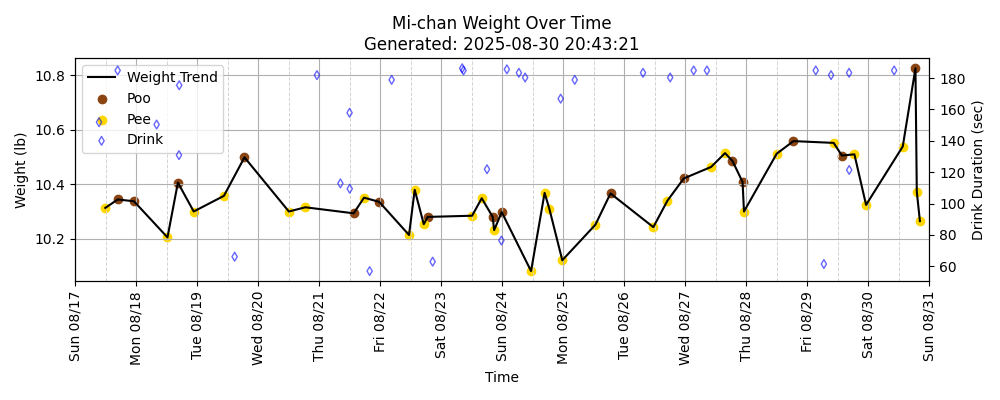 Mi-chan Weight Over Time
Generated: 2025-08-30 20:43:21
Weight (lb)
10.8
10.6
10.4
10.2
Weight Trend
Poo
Pee
Drink
180
160
140
120
100
80
60
Drink Duration (sec)
Sun 08/17
Mon 08/18
Tue 08/19
Wed 08/20
Thu 08/21
Fri 08/22
Sat 08/23
Sun 08/24
Mon 08/25
Tue 08/26
Wed 08/27
Thu 08/28
Fri 08/29
Sat 08/30
Sun 08/31
Time